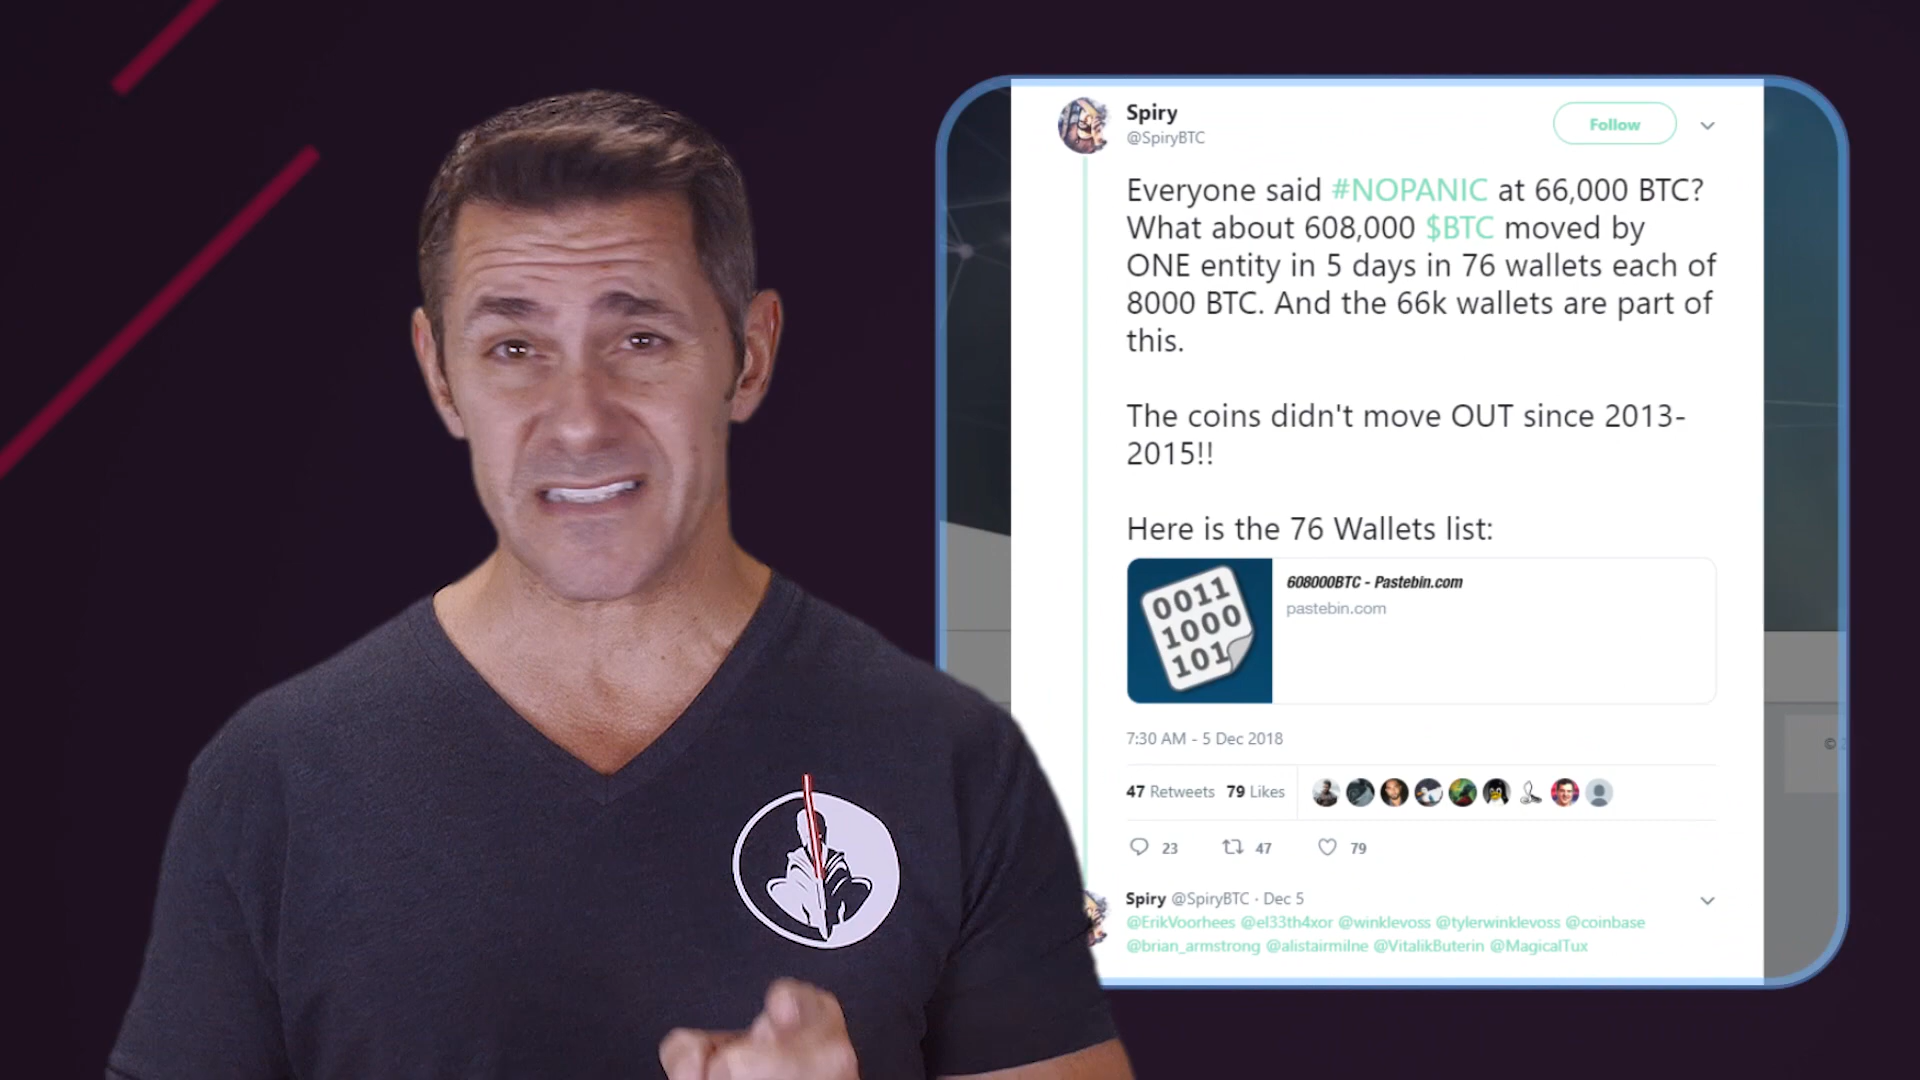 Spiry
@SpiryBTC
Follow
Everyone said #NOPANIC at 66,000 BTC?
What about 608,000 $BTC moved by
ONE entity in 5 days in 76 wallets each of
8000 BTC. And the 66k wallets are part of
this.
The coins didn't move OUT since 2013-
2015!!
Here is the 76 Wallets list:
0011
1000
101
608000BTC - Pastebin.com
pastebin.com
7:30 AM - 5 Dec 2018
47 Retweets 79 Likes
23 47 79
Spiry @SpiryBTC · Dec 5
@ErikVoorhees @el33th4xor @winklevoss @tylerwinklevoss @coinbase
@brian_armstrong @alistairmilne @VitalikButerin @MagicalTux